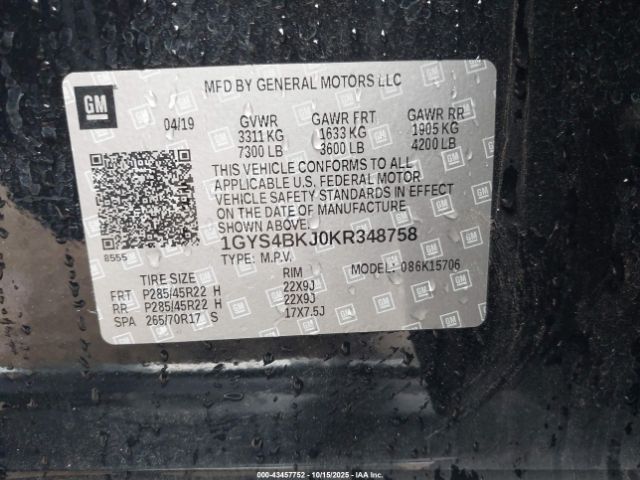 GM
MFD BY GENERAL MOTORS LLC
04/19
GVWR GAWR FRT GAWR RR
3311 KG 1633 KG 1905 KG
7300 LB 3600 LB 4200 LB
THIS VEHICLE CONFORMS TO ALL
APPLICABLE U.S. FEDERAL MOTOR
VEHICLE SAFETY STANDARDS IN EFFECT
ON THE DATE OF MANUFACTURE
SHOWN ABOVE.
1GYS4BKJ0KR348758
8555
TYPE: M.P.V. MODEL: 086K15706
TIRE SIZE RIM
FRT P285/45R22 H 22X9J
RR P285/45R22 H 22X9J
SPA 265/70R17 S 17X7.5J
000-43457752 - 10/15/2025 - IAA Inc.